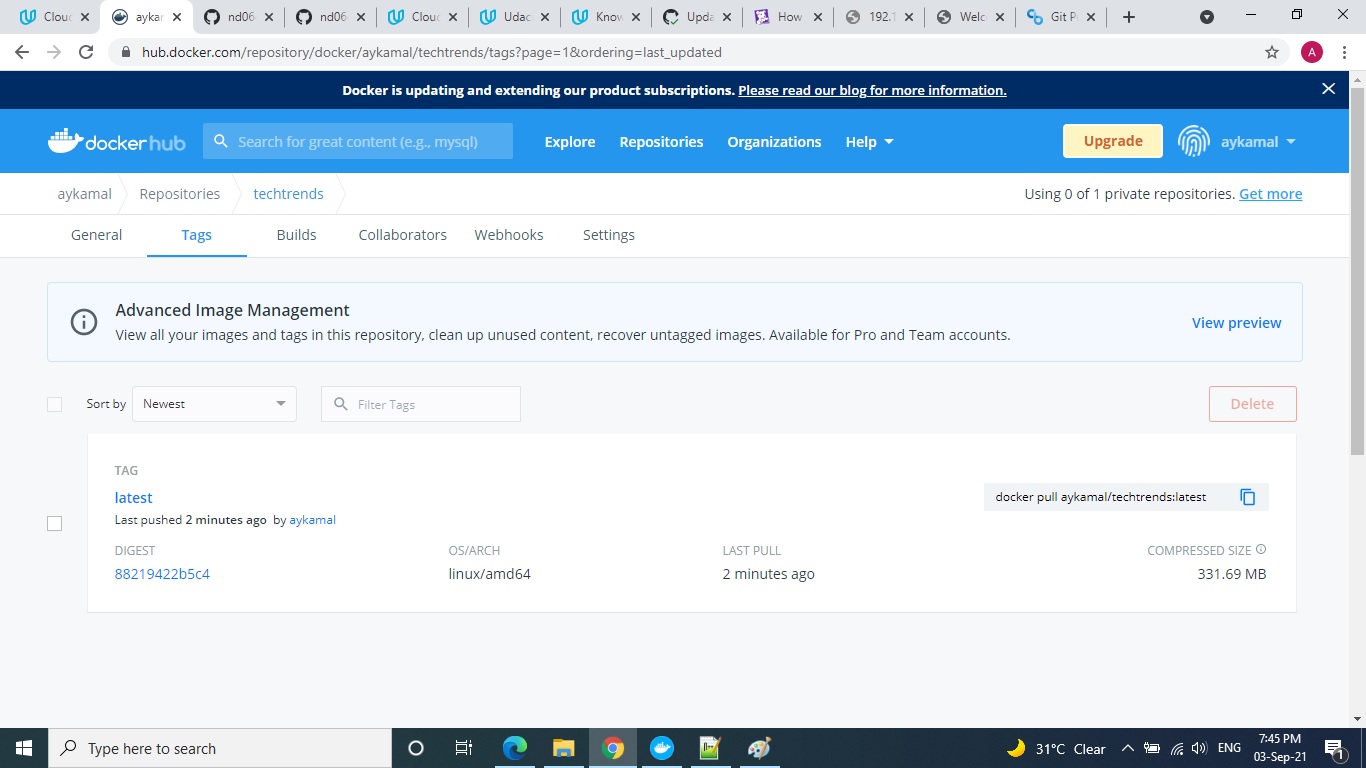 Clouc
aykar
nd06
nd06
Clouc
Udac
Know
Upda
How
192.1
Welc
Git P
hub.docker.com/repository/docker/aykamal/techtrends/tags?page=1&ordering=last_updated
A
Docker is updating and extending our product subscriptions. Please read our blog for more information.
docker hub
Search for great content (e.g., mysql)
Explore
Repositories
Organizations
Help
Upgrade
aykamal
aykamal
Repositories
techtrends
Using 0 of 1 private repositories. Get more
General
Tags
Builds
Collaborators
Webhooks
Settings
Advanced Image Management
View all your images and tags in this repository, clean up unused content, recover untagged images. Available for Pro and Team accounts.
View preview
Sort by
Newest
Filter Tags
Delete
TAG
latest
docker pull aykamal/techtrends:latest
Last pushed 2 minutes ago by aykamal
DIGEST
OS/ARCH
LAST PULL
COMPRESSED SIZE
88219422b5c4
linux/amd64
2 minutes ago
331.69 MB
Type here to search
31°C Clear
ENG
7:45 PM
03-Sep-21
1